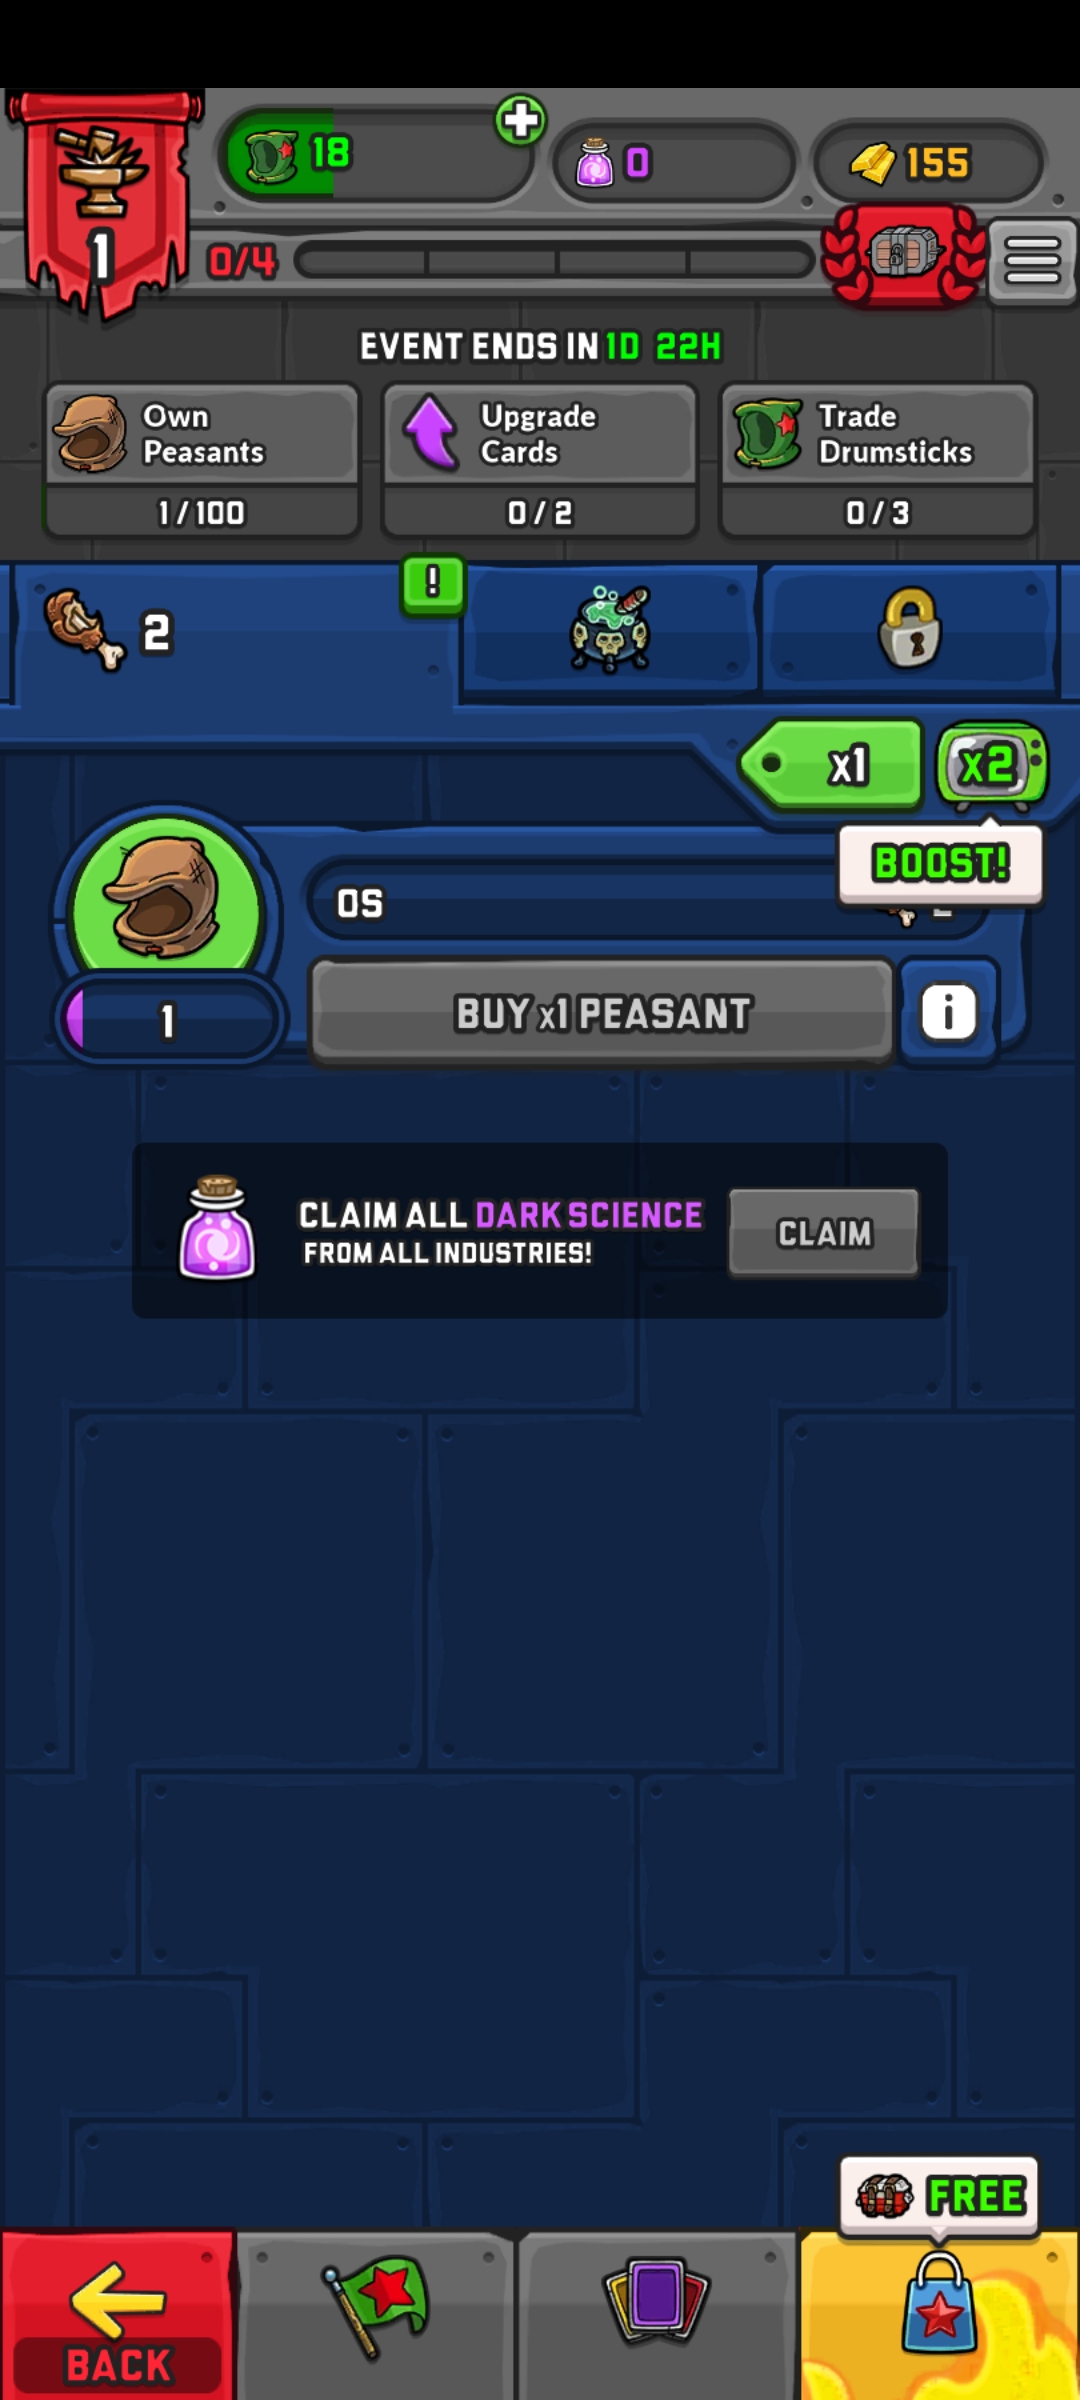 18
0
155
1
0/4
EVENT ENDS IN 1D 22H
Own
Peasants
1/100
Upgrade
Cards
0/2
Trade
Drumsticks
0/3
!
2
x1
x2
BOOST!
0S
1
BUY x1 PEASANT
i
CLAIM ALL DARK SCIENCE
FROM ALL INDUSTRIES!
CLAIM
FREE
BACK